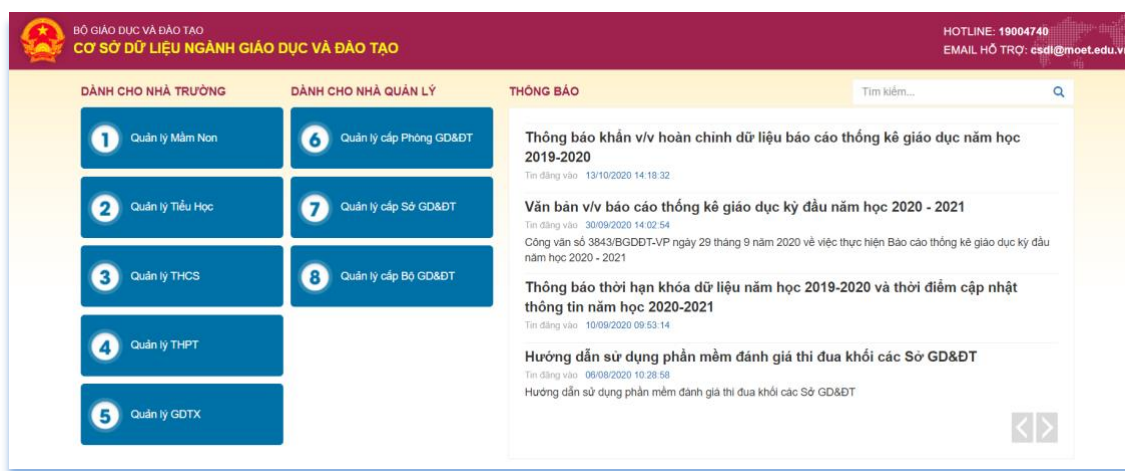 BỘ GIÁO DỤC VÀ ĐÀO TẠO
CƠ SỞ DỮ LIỆU NGÀNH GIÁO DỤC VÀ ĐÀO TẠO
HOTLINE: 19004740
EMAIL HỖ TRỢ: csdl@moet.edu.vn
DÀNH CHO NHÀ TRƯỜNG
1 Quản lý Mầm Non
2 Quản lý Tiểu Học
3 Quản lý THCS
4 Quản lý THPT
5 Quản lý GDTX
DÀNH CHO NHÀ QUẢN LÝ
6 Quản lý cấp Phòng GD&ĐT
7 Quản lý cấp Sở GD&ĐT
8 Quản lý cấp Bộ GD&ĐT
THÔNG BÁO
Tìm kiếm...
Thông báo khẩn v/v hoàn chỉnh dữ liệu báo cáo thống kê giáo dục năm học
2019-2020
Tin đăng vào 13/10/2020 14:18:32
Văn bản v/v báo cáo thống kê giáo dục kỳ đầu năm học 2020 - 2021
Tin đăng vào 30/09/2020 14:02:54
Công văn số 3843/BGDĐT-VP ngày 29 tháng 9 năm 2020 về việc thực hiện Báo cáo thống kê giáo dục kỳ đầu
năm học 2020 - 2021
Thông báo thời hạn khóa dữ liệu năm học 2019-2020 và thời điểm cập nhật
thông tin năm học 2020-2021
Tin đăng vào 10/09/2020 09:53:14
Hướng dẫn sử dụng phần mềm đánh giá thi đua khối các Sở GD&ĐT
Tin đăng vào 06/08/2020 10:28:58
Hướng dẫn sử dụng phần mềm đánh giá thi đua khối các Sở GD&ĐT